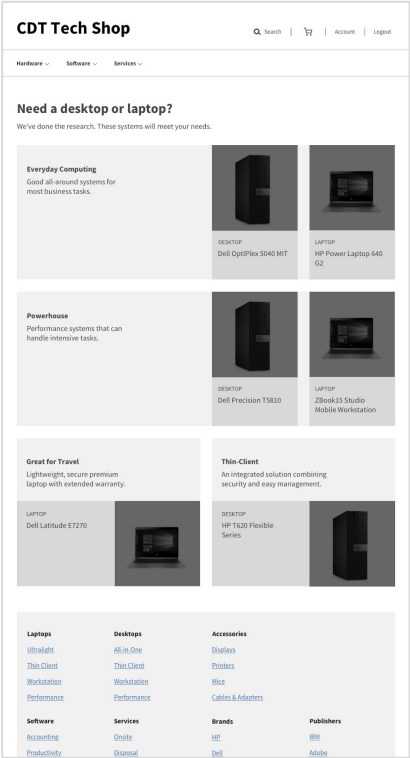 CDT Tech Shop
Search
Account
Logout
Hardware
Software
Services
Need a desktop or laptop?
We've done the research. These systems will meet your needs.
Everyday Computing
Good all-around systems for
most business tasks.
DESKTOP
Dell OptiPlex 5040 MIT
LAPTOP
HP Power Laptop 640
G2
Powerhouse
Performance systems that can
handle intensive tasks.
DESKTOP
Dell Precision T5810
LAPTOP
ZBook15 Studio
Mobile Workstation
Great for Travel
Lightweight, secure premium
laptop with extended warranty.
LAPTOP
Dell Latitude E7270
Thin-Client
An integrated solution combining
security and easy management.
DESKTOP
HP T620 Flexible
Series
Laptops
Ultralight
Thin Client
Workstation
Performance
Desktops
All-in-One
Thin Client
Workstation
Performance
Accessories
Displays
Printers
Mice
Cables & Adapters
Software
Accounting
Productivity
Services
Onsite
Disposal
Brands
HP
Dell
Publishers
IBM
Adobe